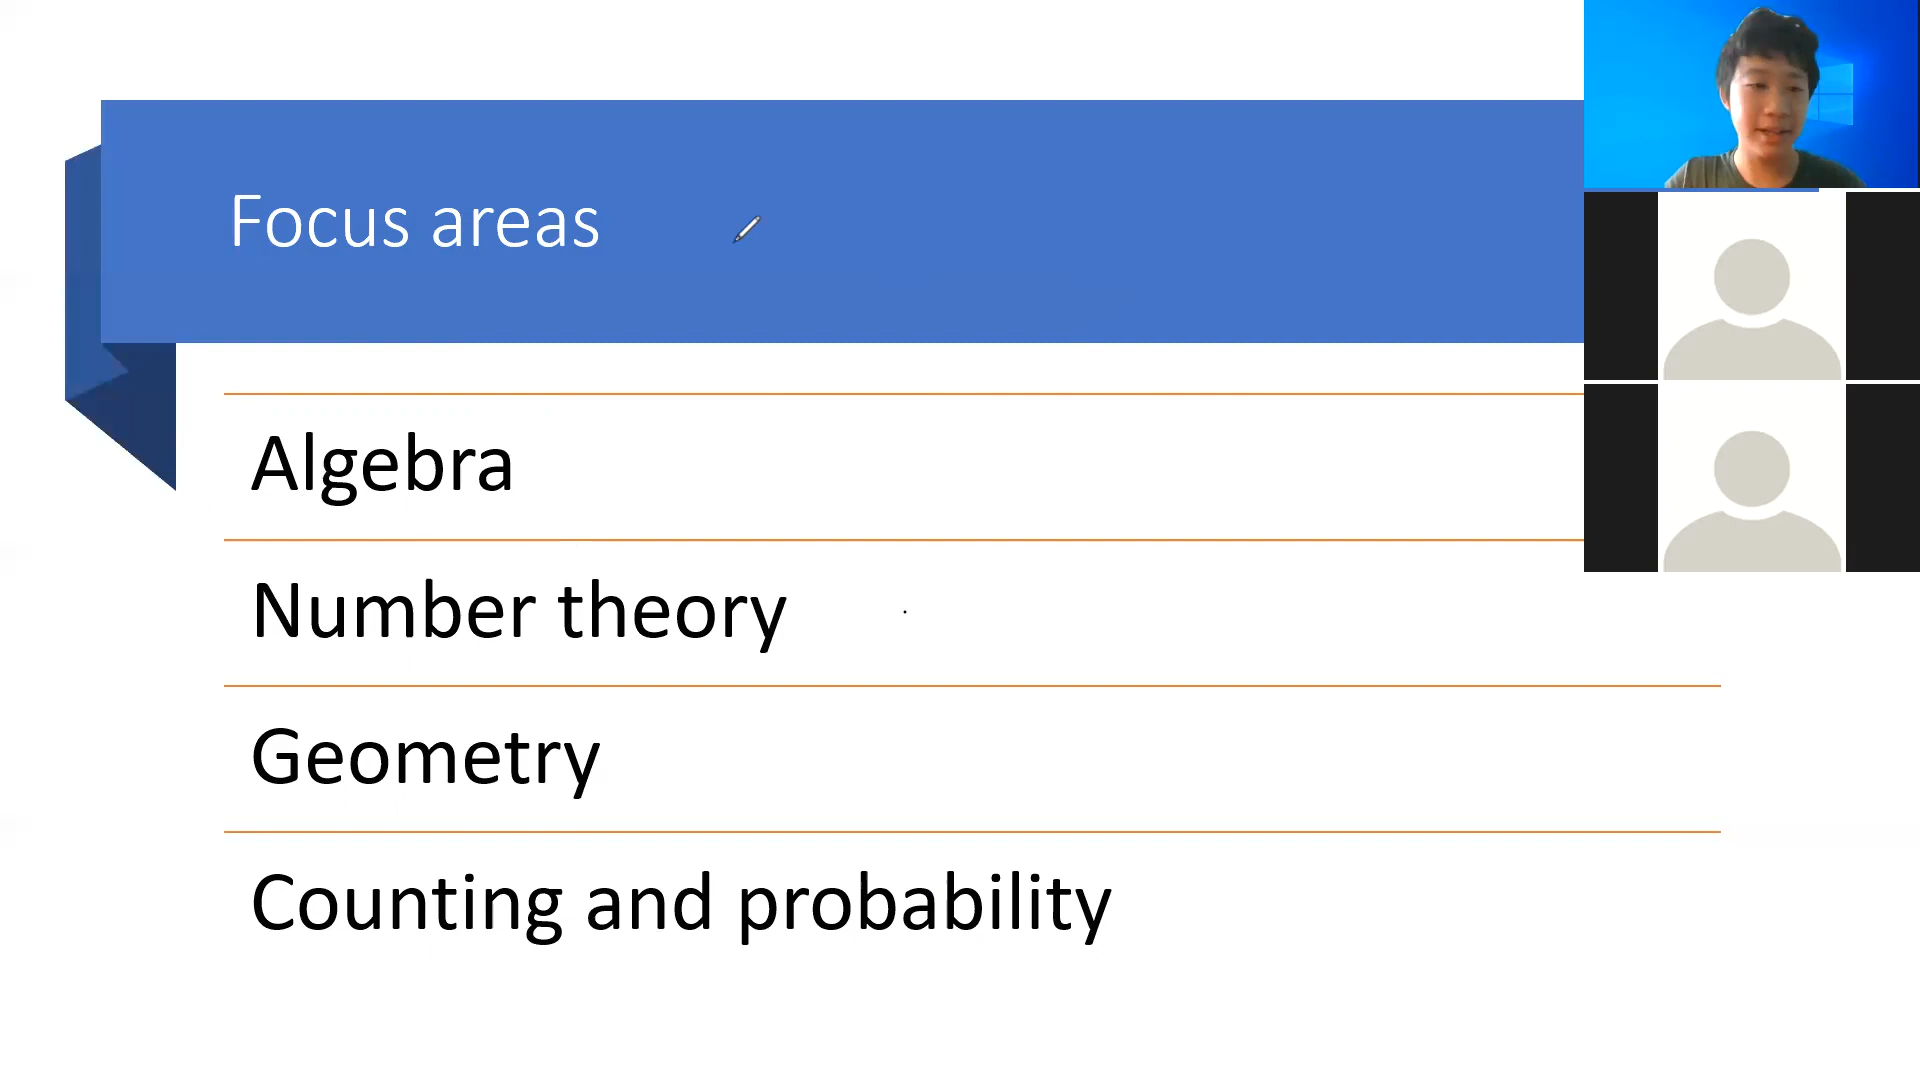 Focus areas
Algebra
Number theory
Geometry
Counting and probability